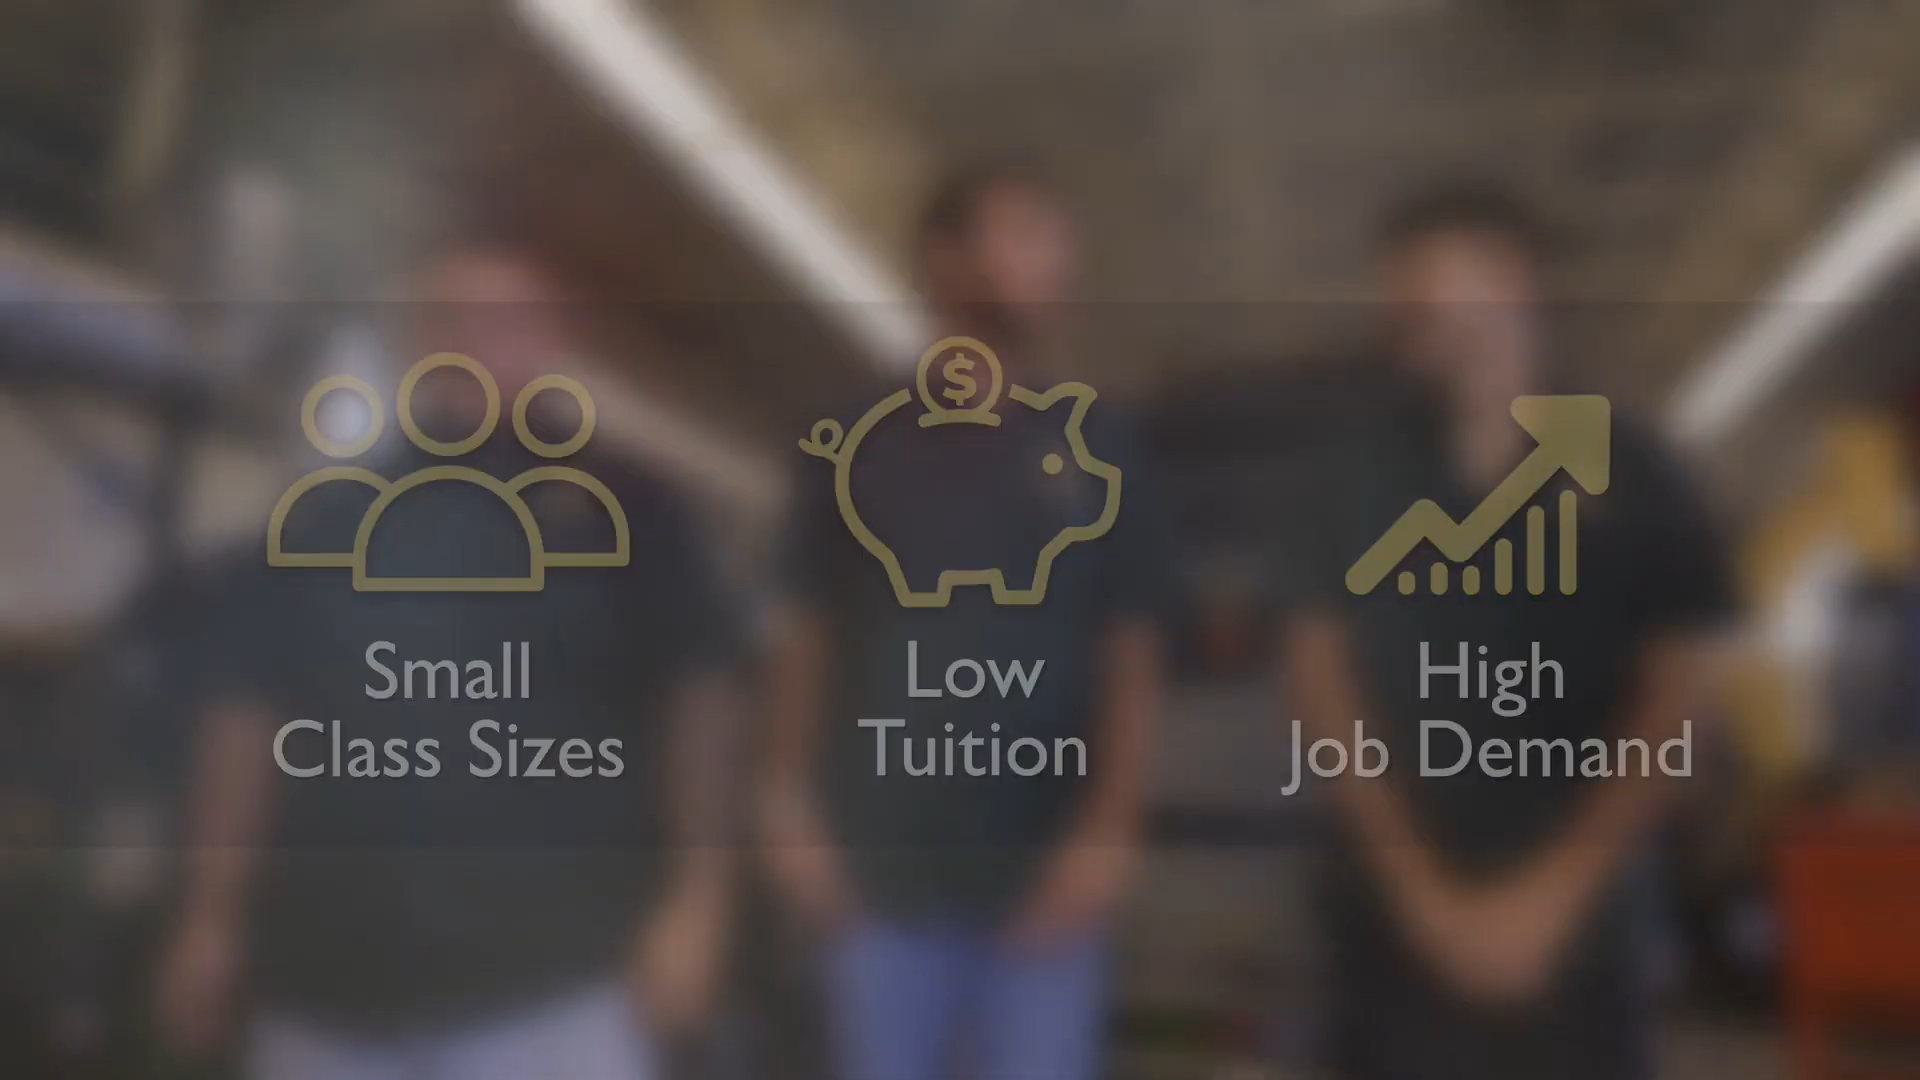 $
Small
Class Sizes
Low
Tuition
High
Job Demand